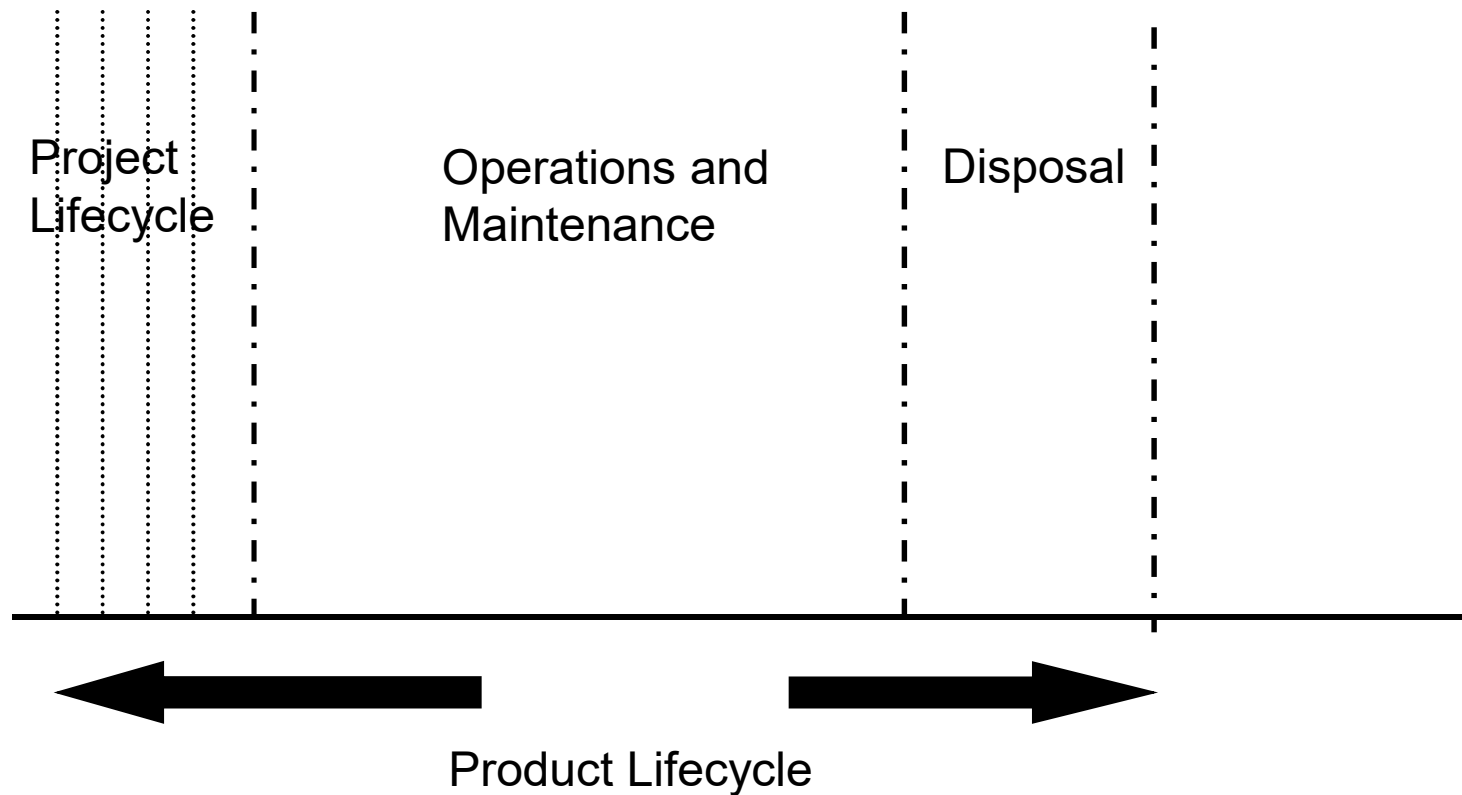 Project
Lifecycle
Operations and
Maintenance
Disposal
Product Lifecycle